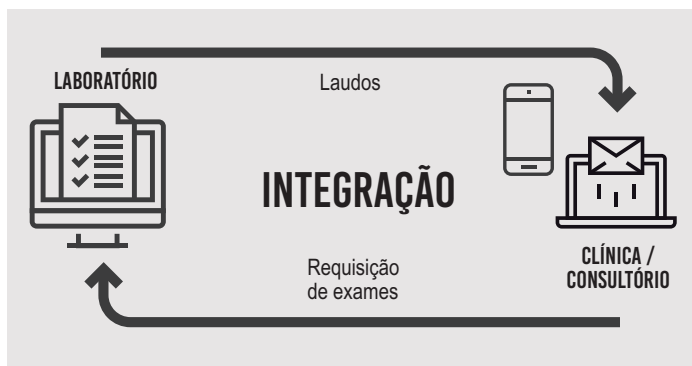 LABORATÓRIO
Laudos
INTEGRAÇÃO
CLÍNICA /
CONSULTÓRIO
Requisição
de exames